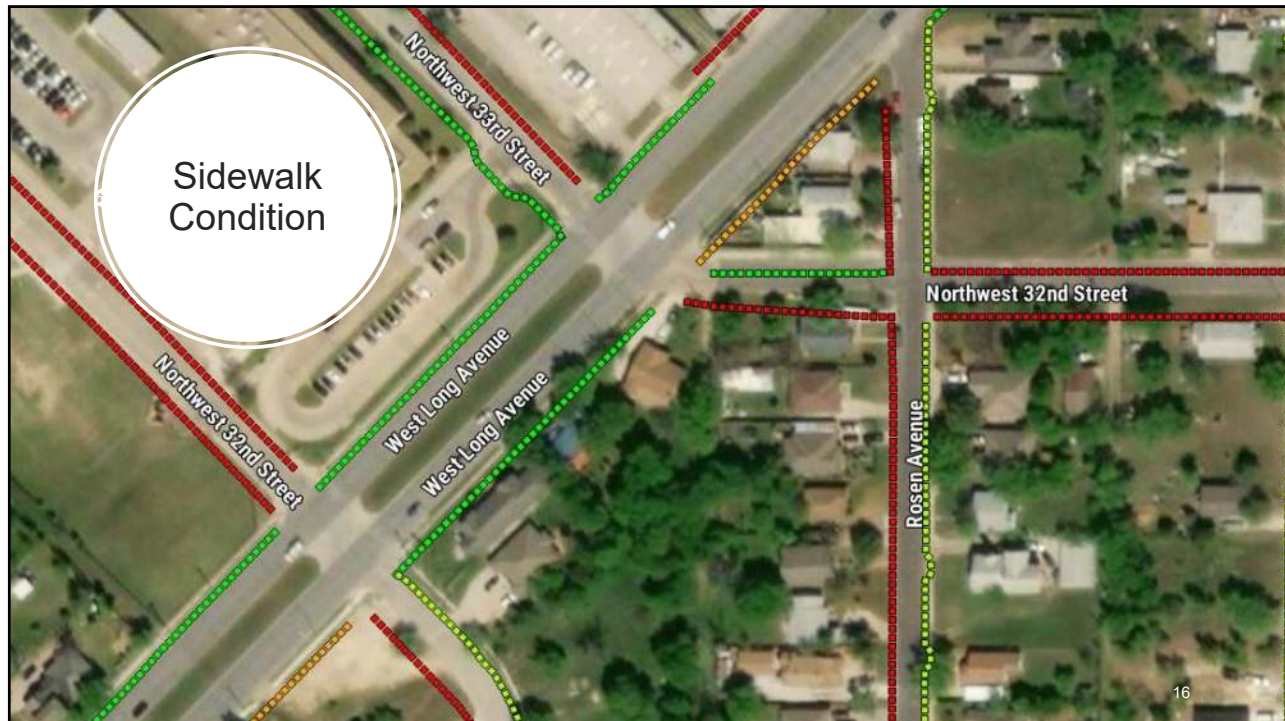 Sidewalk
Condition
Northwest 33rd Street
Northwest 32nd Street
Northwest 32nd Street
West Long Avenue
West Long Avenue
Rosen Avenue
16